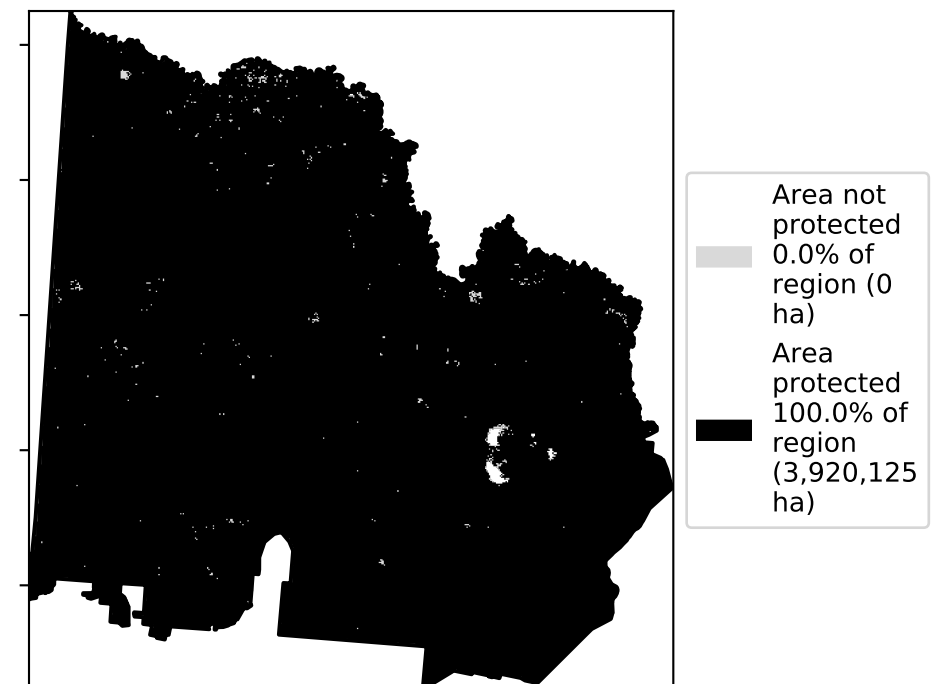 Area not
protected
0.0% of
region (0
ha)
Area
protected
100.0% of
region
(3,920,125
ha)